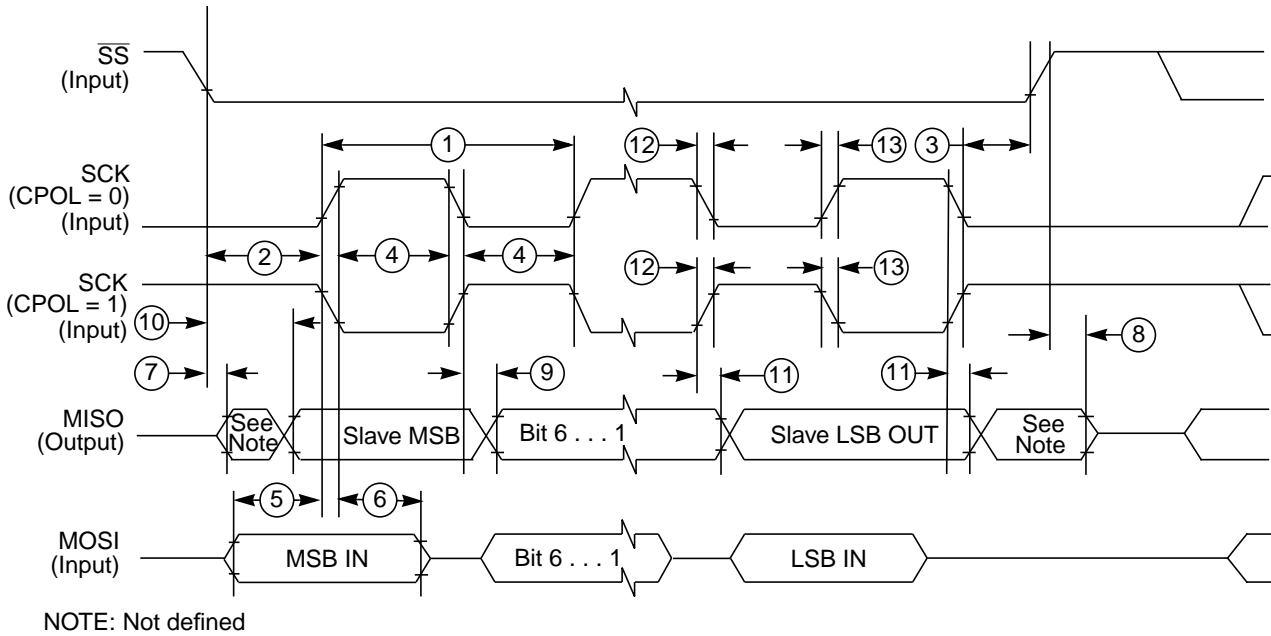 SS
(Input)
1
12
13
3
SCK
(CPOL = 0)
(Input)
2
4
4
12
13
SCK
(CPOL = 1)
(Input)
10
8
7
9
11
11
MISO
(Output)
See
Note
Slave MSB
Bit 6 . . . 1
Slave LSB OUT
See
Note
5
6
MOSI
(Input)
MSB IN
Bit 6 . . . 1
LSB IN
NOTE: Not defined